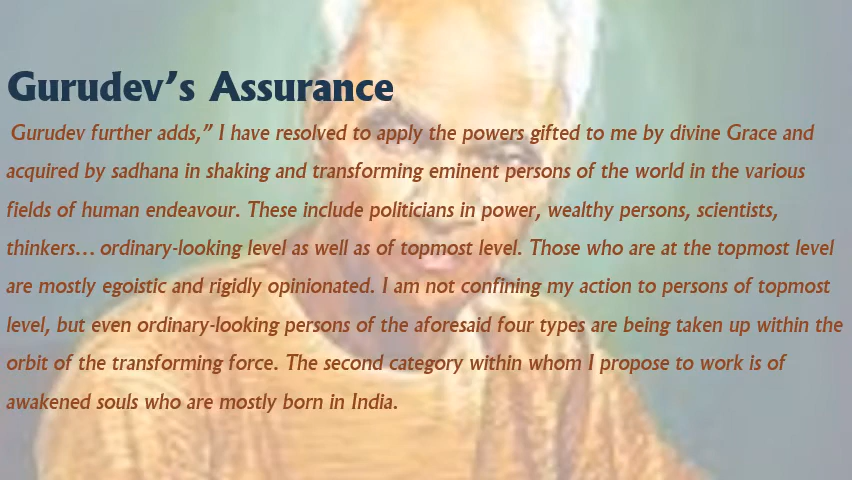 Gurudev’s Assurance
Gurudev further adds,” I have resolved to apply the powers gifted to me by divine Grace and
acquired by sadhana in shaking and transforming eminent persons of the world in the various
fields of human endeavour. These include politicians in power, wealthy persons, scientists,
thinkers… ordinary-looking level as well as of topmost level. Those who are at the topmost level
are mostly egoistic and rigidly opinionated. I am not confining my action to persons of topmost
level, but even ordinary-looking persons of the aforesaid four types are being taken up within the
orbit of the transforming force. The second category within whom I propose to work is of
awakened souls who are mostly born in India.